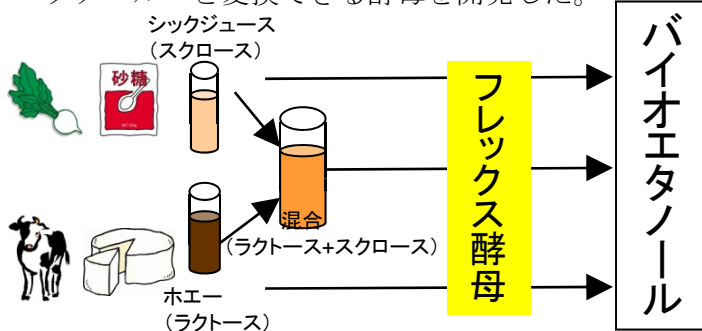 シックジュース
（スクロース）
砂糖
混合
（ラクトース+スクロース）
ホエー
（ラクトース）
フレックス酵母
バイオエタノール